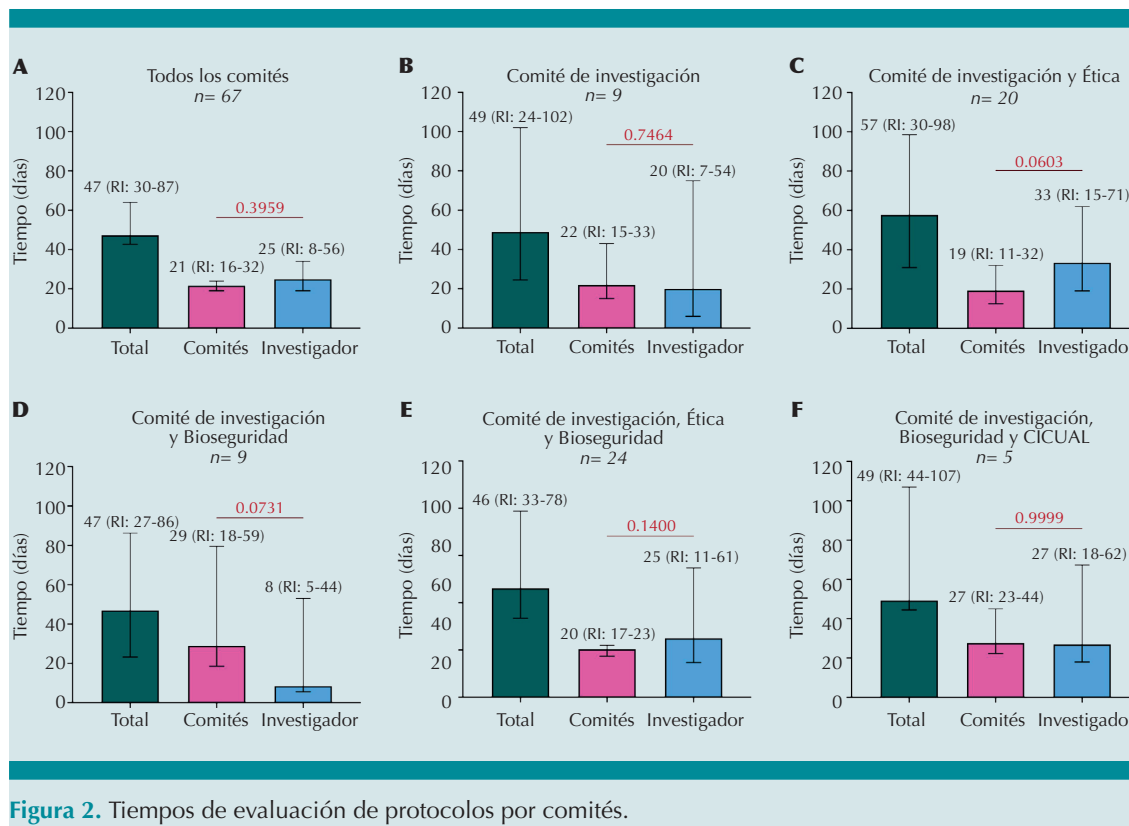 A
Todos los comités
n= 67
120
100
80
60
40
20
0
Tiempo (días)
47 (RI: 30-87)
0.3959
21 (RI: 16-32)
25 (RI: 8-56)
Total Comités Investigador
B
Comité de investigación
n= 9
120
100
80
60
40
20
0
Tiempo (días)
49 (RI: 24-102)
0.7464
22 (RI: 15-33)
20 (RI: 7-54)
Total Comités Investigador
C
Comité de investigación y Ética
n= 20
120
100
80
60
40
20
0
Tiempo (días)
57 (RI: 30-98)
0.0603
19 (RI: 11-32)
33 (RI: 15-71)
Total Comités Investigador
D
Comité de investigación
y Bioseguridad
n= 9
120
100
80
60
40
20
0
Tiempo (días)
47 (RI: 27-86)
0.0731
29 (RI: 18-59)
8 (RI: 5-44)
Total Comités Investigador
E
Comité de investigación, Ética
y Bioseguridad
n= 24
120
100
80
60
40
20
0
Tiempo (días)
46 (RI: 33-78)
0.1400
20 (RI: 17-23)
25 (RI: 11-61)
Total Comités Investigador
F
Comité de investigación,
Bioseguridad y CICUAL
n= 5
120
100
80
60
40
20
0
Tiempo (días)
49 (RI: 44-107)
0.9999
27 (RI: 23-44)
27 (RI: 18-62)
Total Comités Investigador
Figura 2. Tiempos de evaluación de protocolos por comités.